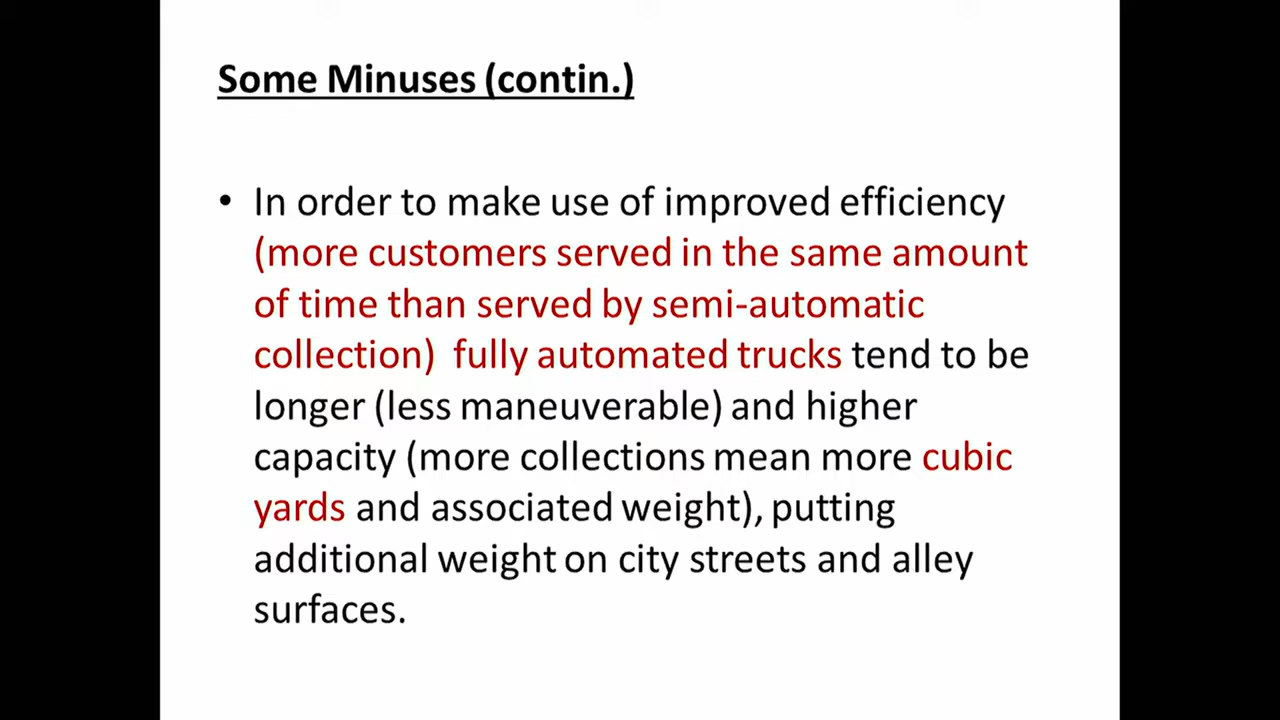 Some Minuses (contin.)
• In order to make use of improved efficiency
(more customers served in the same amount
of time than served by semi-automatic
collection)  fully automated trucks tend to be
longer (less maneuverable) and higher
capacity (more collections mean more cubic
yards and associated weight), putting
additional weight on city streets and alley
surfaces.